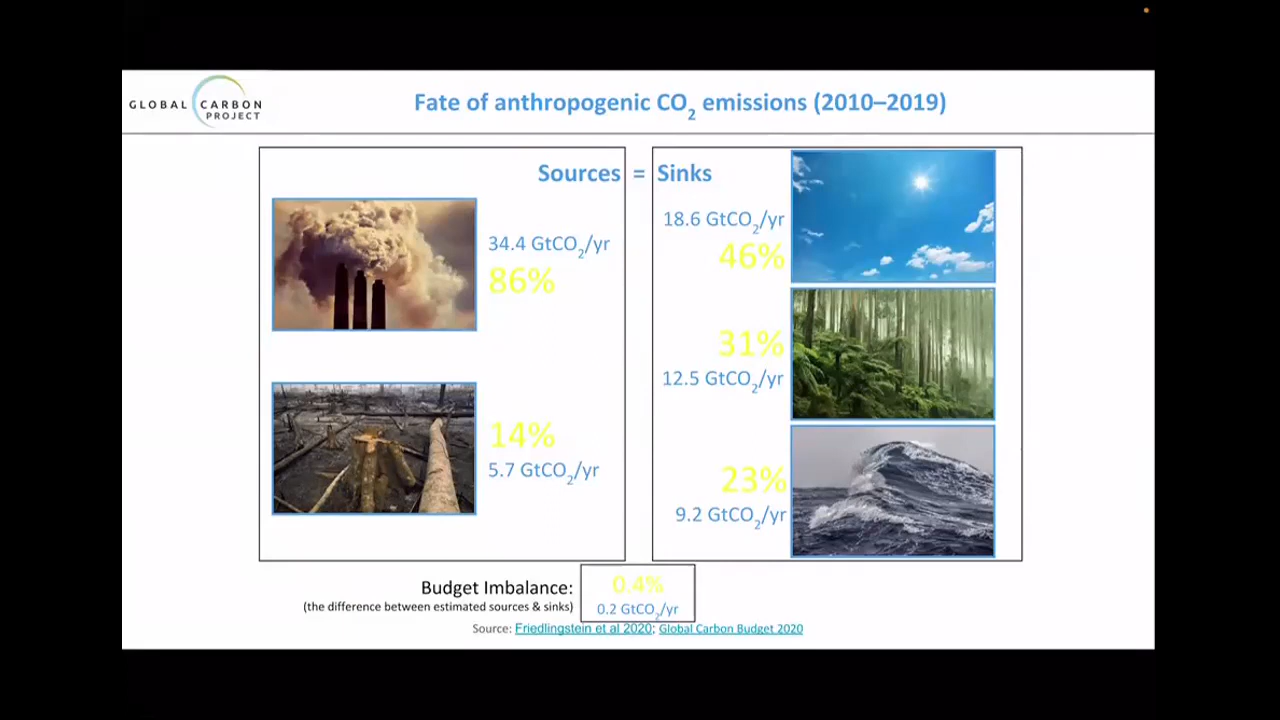 GLOBAL CARBON PROJECT
Fate of anthropogenic CO2 emissions (2010–2019)
Sources = Sinks
34.4 GtCO2/yr
86%
14%
5.7 GtCO2/yr
18.6 GtCO2/yr
46%
31%
12.5 GtCO2/yr
23%
9.2 GtCO2/yr
Budget Imbalance:
(the difference between estimated sources & sinks)
0.4%
0.2 GtCO2/yr
Source: Friedlingstein et al 2020; Global Carbon Budget 2020